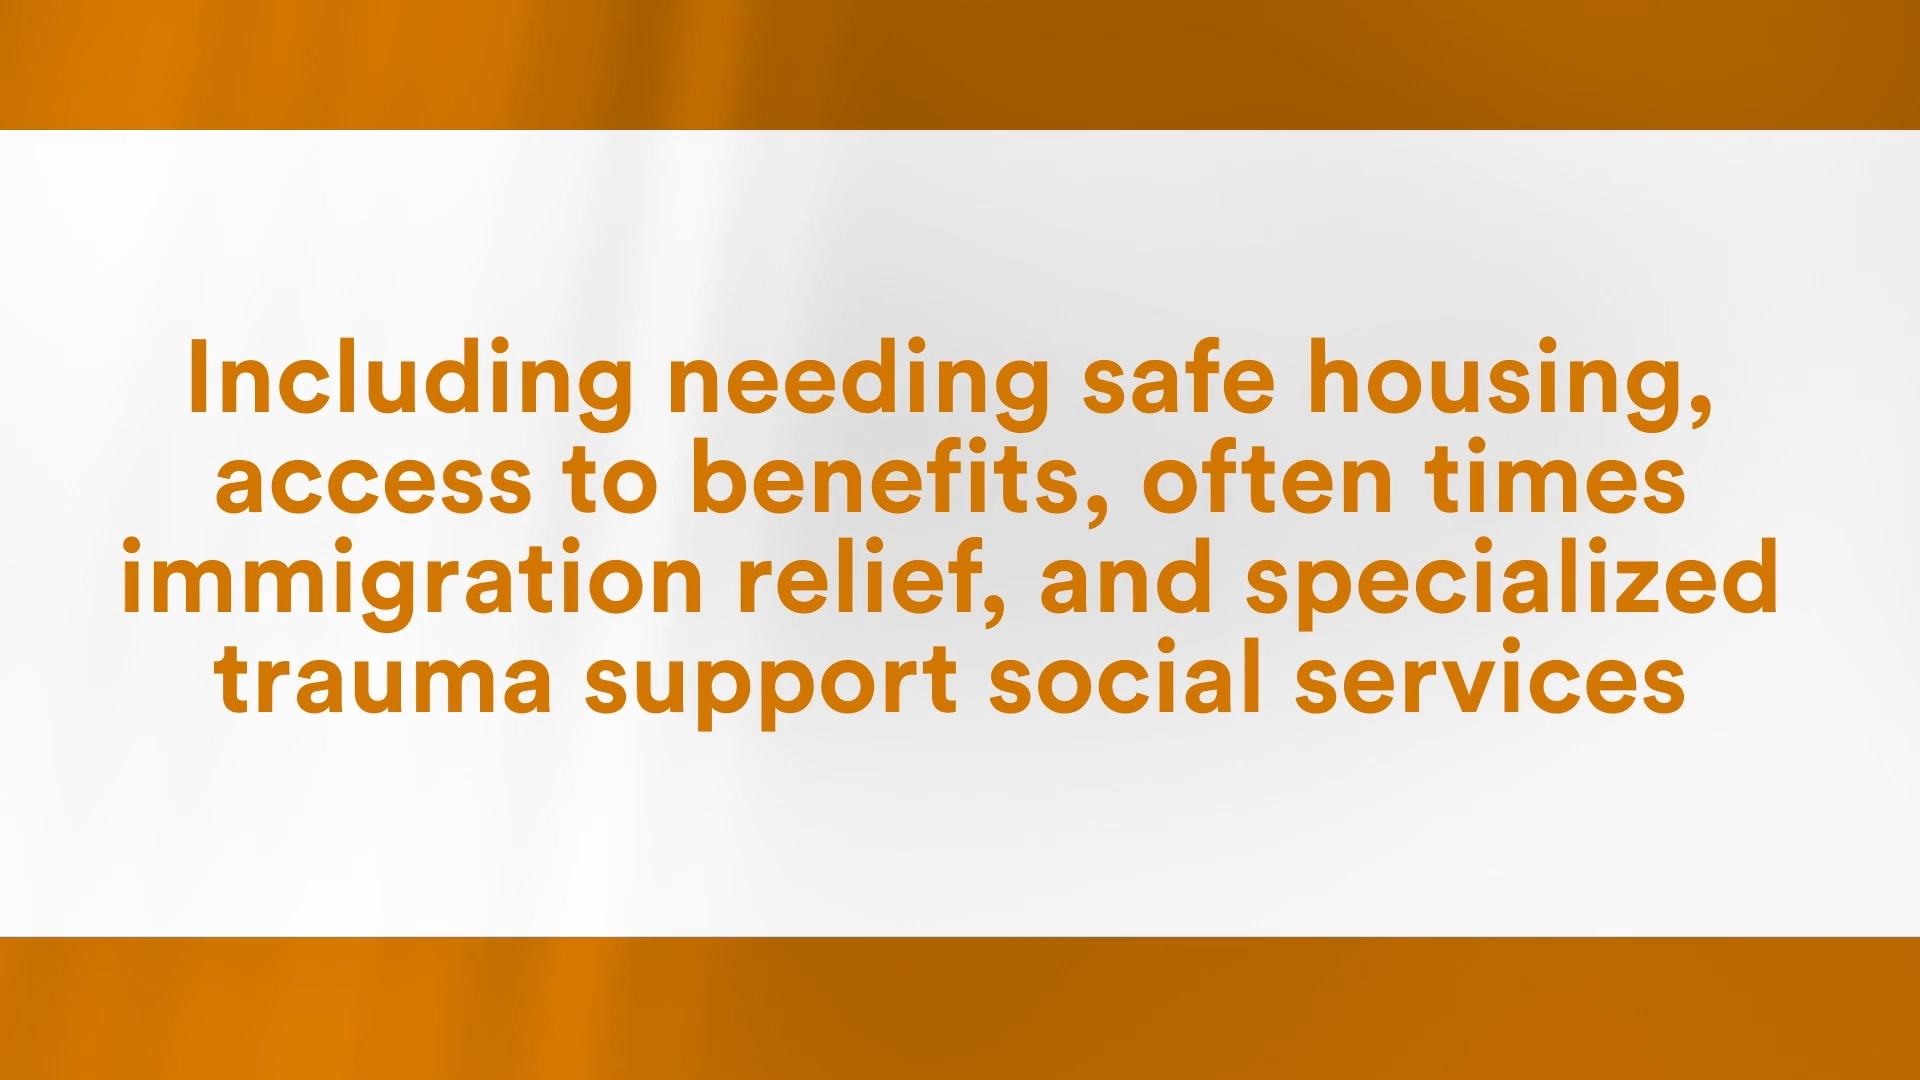 Including needing safe housing,
access to benefits, often times
immigration relief, and specialized
trauma support social services